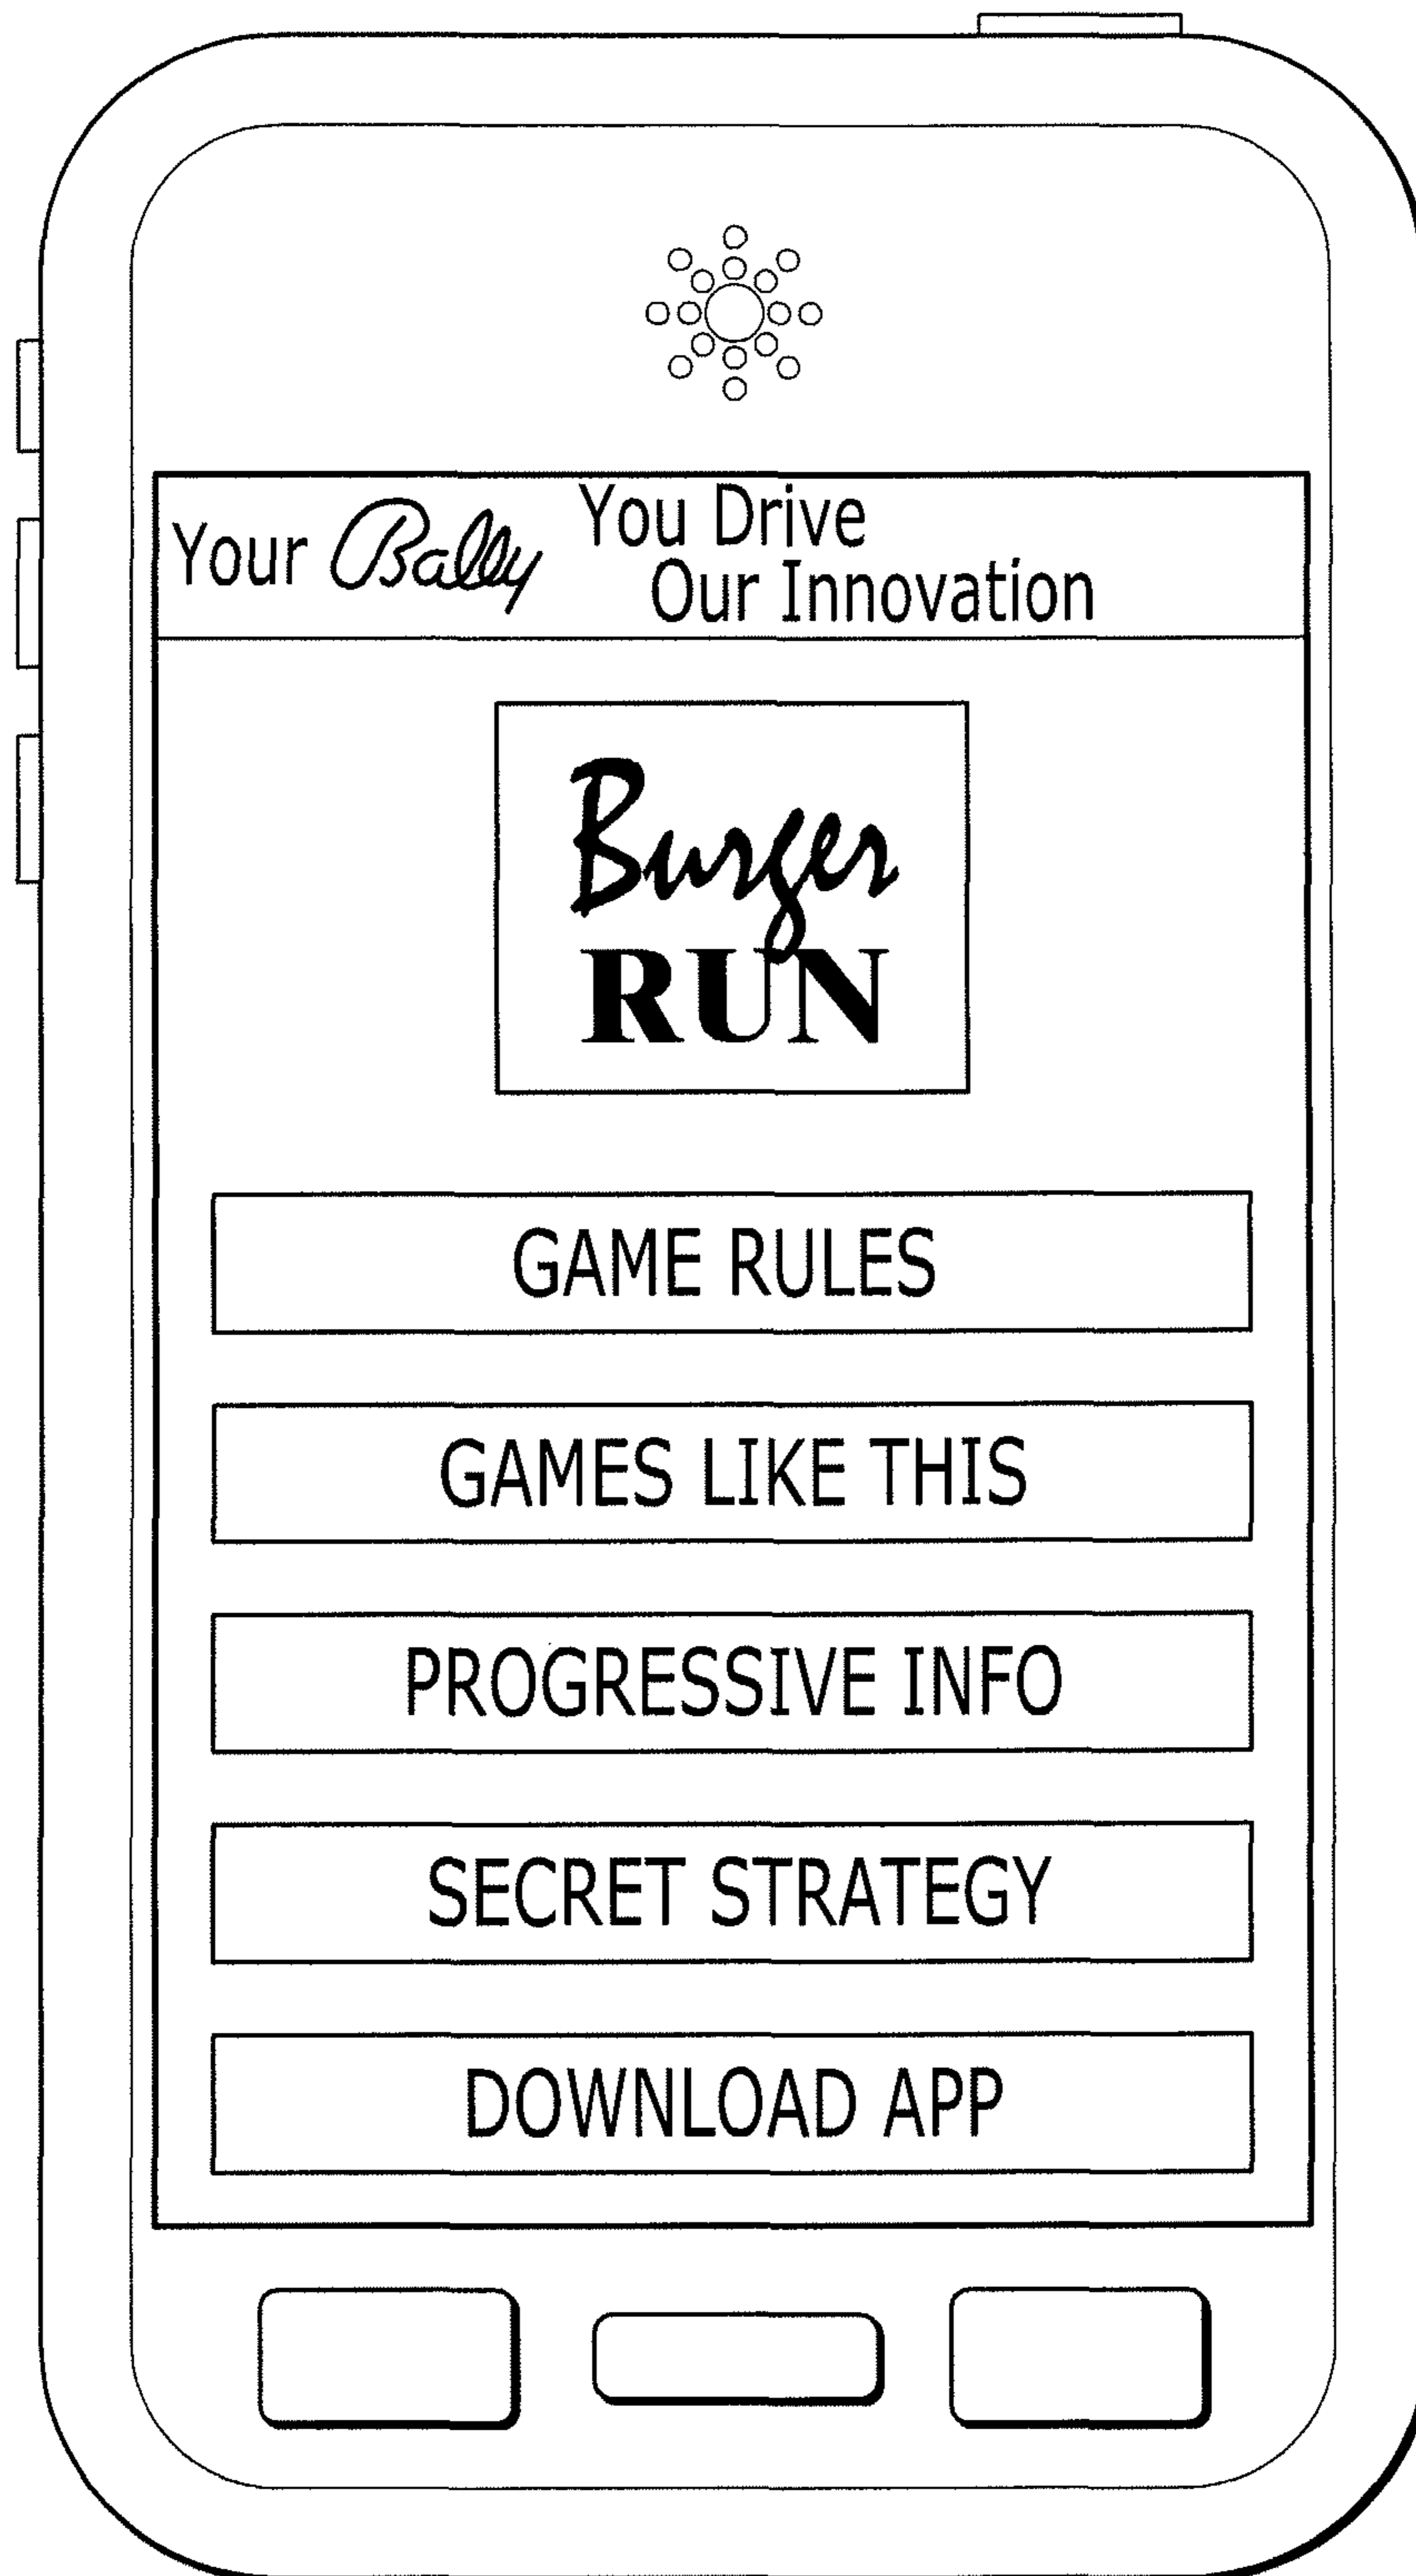 Your Bally You Drive
Our Innovation
Burger
RUN
GAME RULES
GAMES LIKE THIS
PROGRESSIVE INFO
SECRET STRATEGY
DOWNLOAD APP